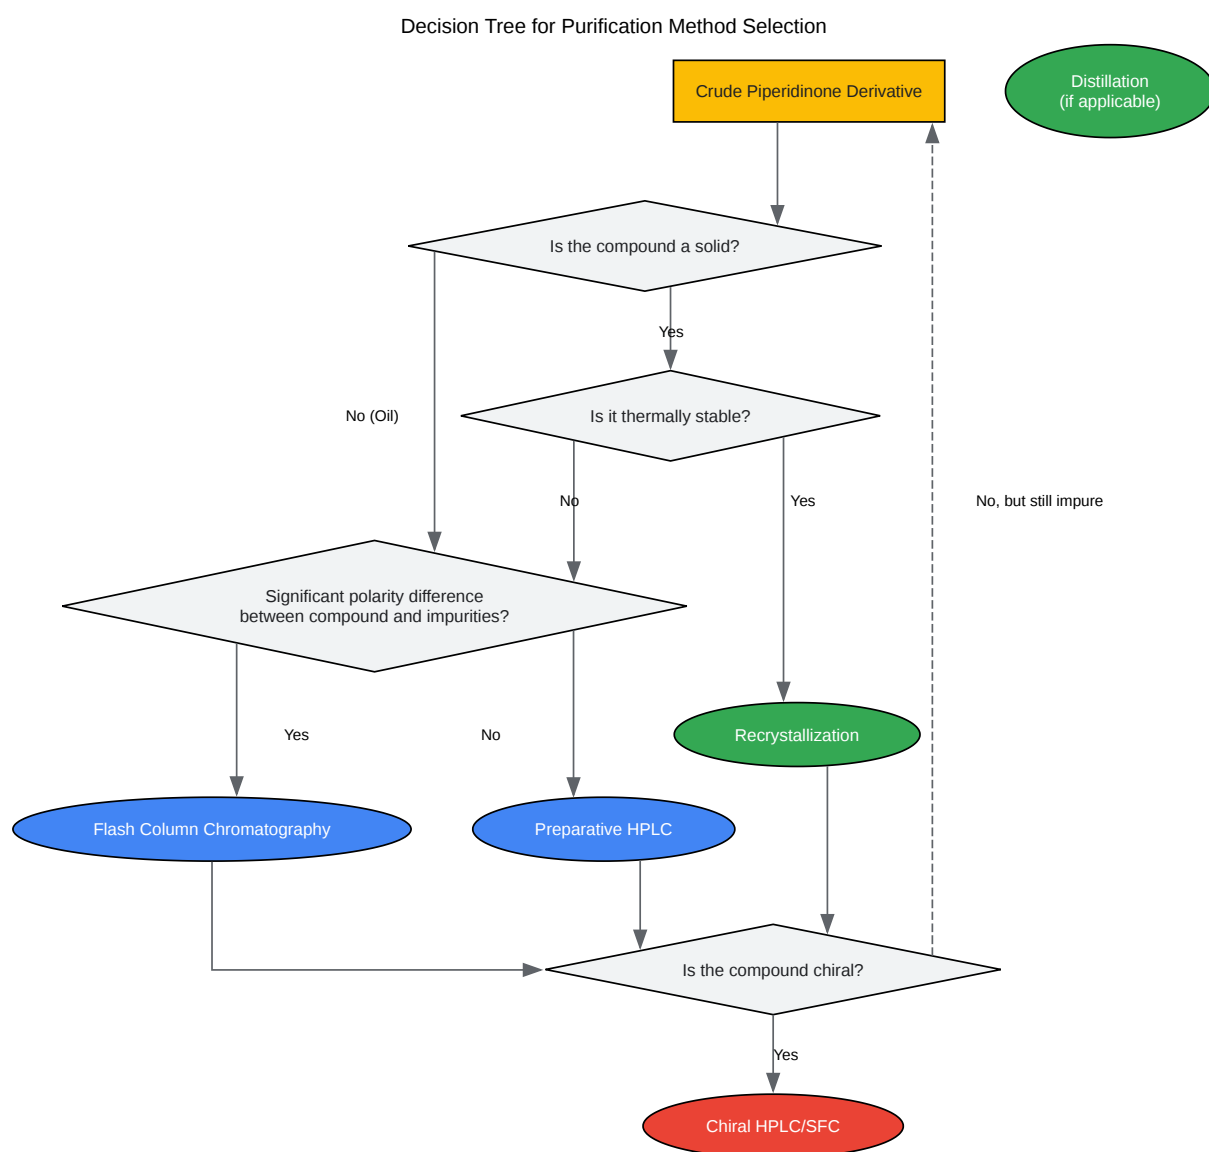 Decision Tree for Purification Method Selection
Crude Piperidinone Derivative
Distillation
(if applicable)
Is the compound a solid?
Yes
No (Oil)
Is it thermally stable?
No
Yes
No, but still impure
Significant polarity difference
between compound and impurities?
Yes
No
Recrystallization
Flash Column Chromatography
Preparative HPLC
Is the compound chiral?
Yes
Chiral HPLC/SFC